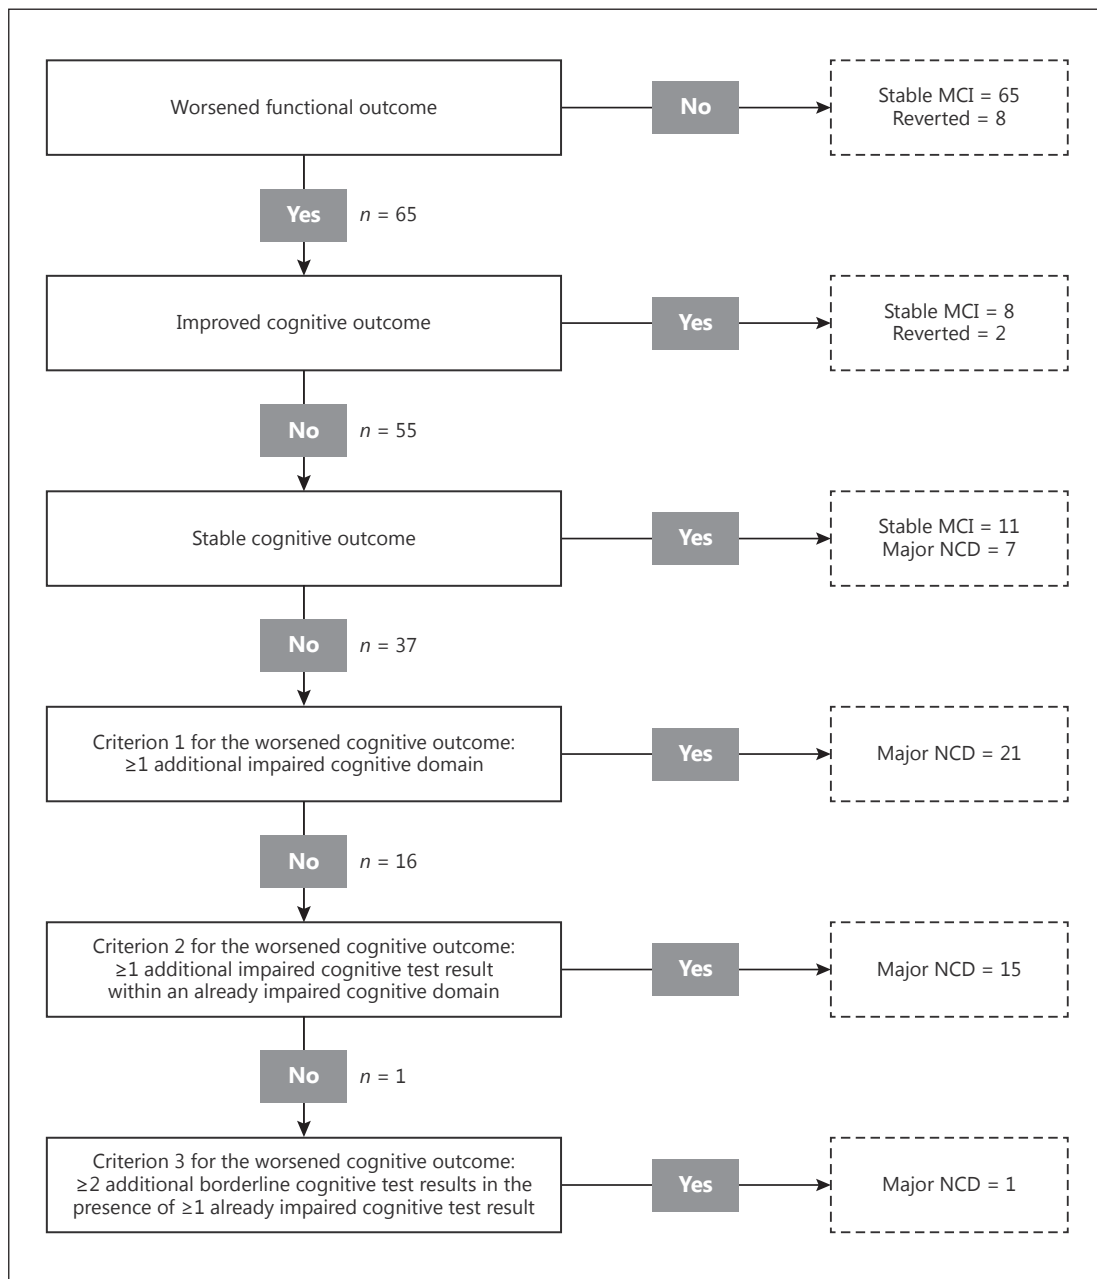 Worsened functional outcome
No
Stable MCI = 65
Reverted = 8
Yes
n = 65
Improved cognitive outcome
Yes
Stable MCI = 8
Reverted = 2
No
n = 55
Stable cognitive outcome
Yes
Stable MCI = 11
Major NCD = 7
No
n = 37
Criterion 1 for the worsened cognitive outcome:
≥1 additional impaired cognitive domain
Yes
Major NCD = 21
No
n = 16
Criterion 2 for the worsened cognitive outcome:
≥1 additional impaired cognitive test result
within an already impaired cognitive domain
Yes
Major NCD = 15
No
n = 1
Criterion 3 for the worsened cognitive outcome:
≥2 additional borderline cognitive test results in the
presence of ≥1 already impaired cognitive test result
Yes
Major NCD = 1